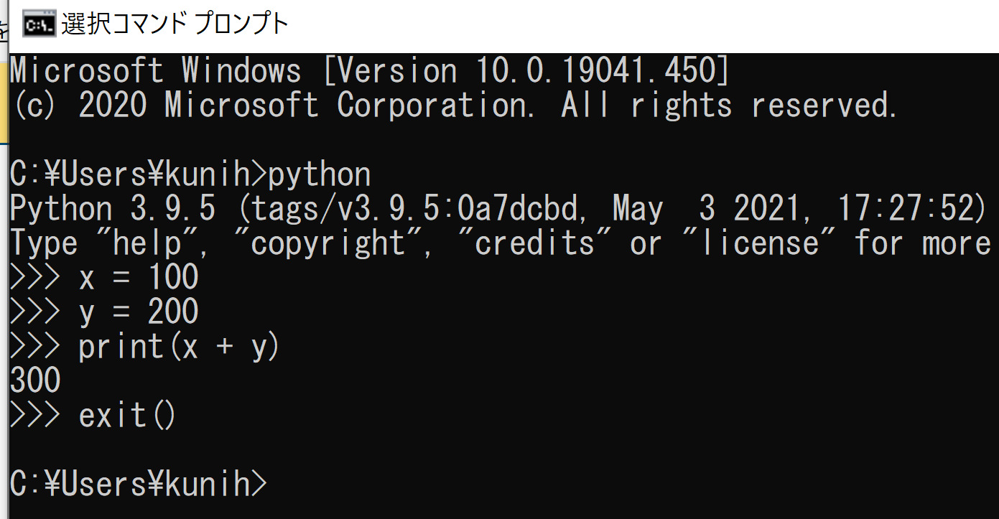 を
選択コマンド プロンプト
Microsoft Windows [Version 10.0.19041.450]
(c) 2020 Microsoft Corporation. All rights reserved.
C:¥Users¥kunih>python
Python 3.9.5 (tags/v3.9.5:0a7dcbd, May  3 2021, 17:27:52)
Type "help", "copyright", "credits" or "license" for more
>>> x = 100
>>> y = 200
>>> print(x + y)
300
>>> exit()
C:¥Users¥kunih>